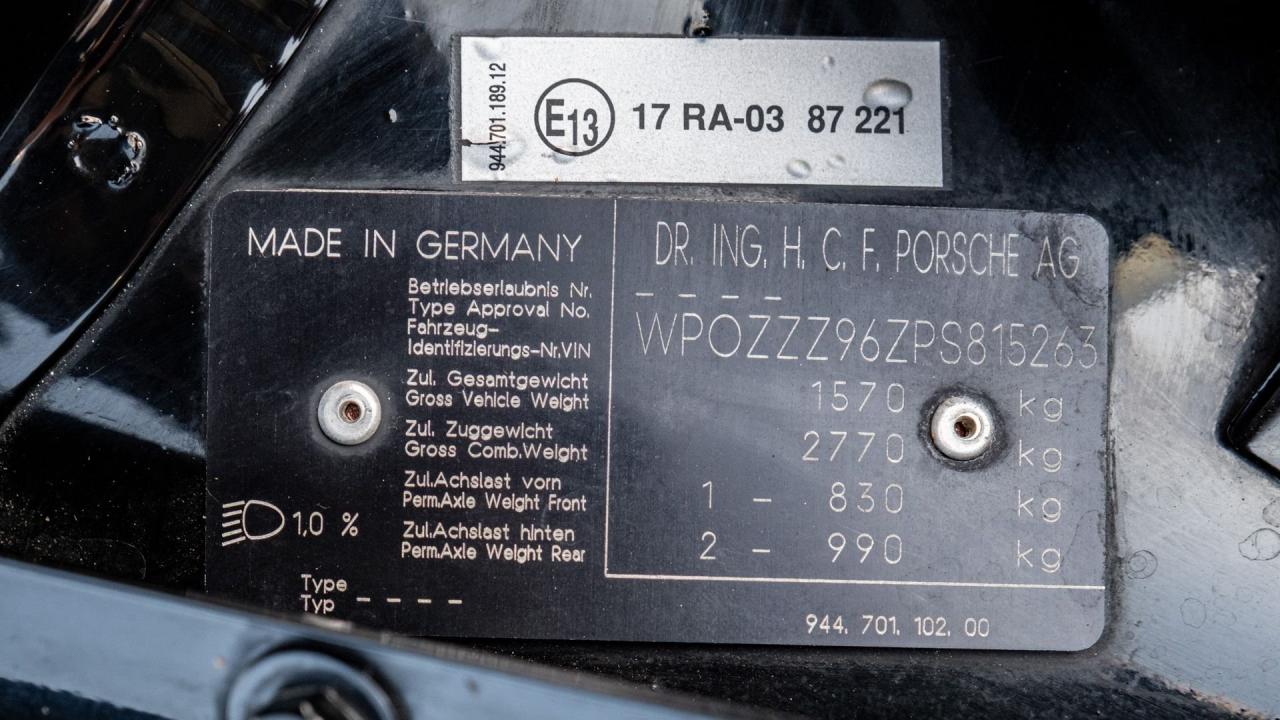 944.701.189.12
E13 17 RA-03 87 221
MADE IN GERMANY
DR. ING. H. C. F. PORSCHE AG
Betriebserlaubnis Nr.
Type Approval No.
– – – –
Fahrzeug-
Identifizierungs-Nr.VIN
WPOZZZ96ZPS815263
Zul. Gesamtgewicht
Gross Vehicle Weight
1570 kg
Zul. Zuggewicht
Gross Comb.Weight
2770 kg
Zul.Achslast vorn
Perm.Axle Weight Front
1 – 830 kg
Zul.Achslast hinten
Perm.Axle Weight Rear
2 – 990 kg
1,0 %
Type
Typ – – – –
944. 701. 102. 00